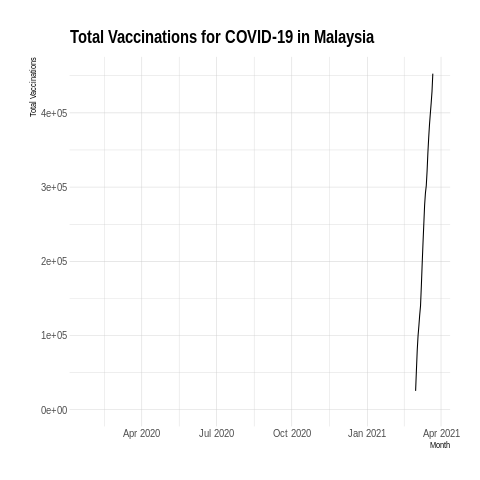 Total Vaccinations for COVID-19 in Malaysia
Total Vaccinations
4e+05
3e+05
2e+05
1e+05
0e+00
Apr 2020 Jul 2020 Oct 2020 Jan 2021 Apr 2021
Month